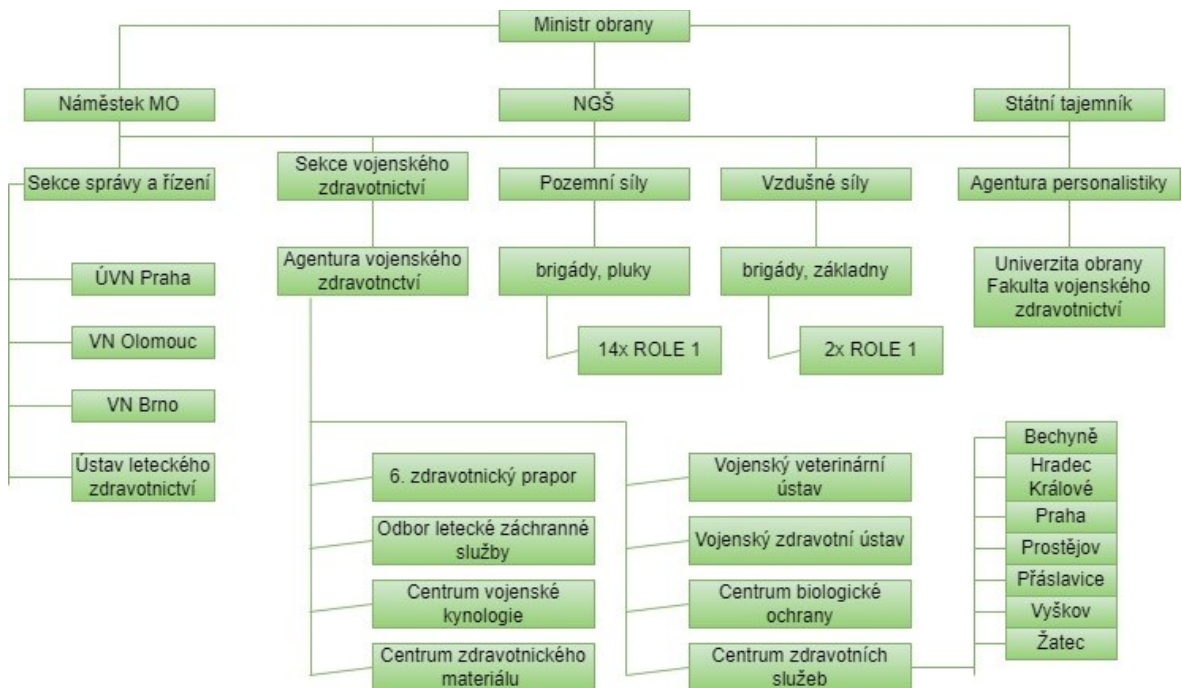 Ministr obrany
Náměstek MO
NGŠ
Státní tajemník
Sekce správy a řízení
Sekce vojenského
zdravotnictví
Pozemní síly
Vzdušné síly
Agentura personalistiky
Agentura vojenského
zdravotnctví
brigády, pluky
brigády, základny
Univerzita obrany
Fakulta vojenského
zdravotnictví
ÚVN Praha
VN Olomouc
VN Brno
Ústav leteckého
zdravotnictví
14x ROLE 1
2x ROLE 1
6. zdravotnický prapor
Odbor letecké záchranné
služby
Centrum vojenské
kynologie
Centrum zdravotnického
materiálu
Vojenský veterinární
ústav
Vojenský zdravotní ústav
Centrum biologické
ochrany
Centrum zdravotních
služeb
Bechyně
Hradec
Králové
Praha
Prostějov
Přáslavice
Vyškov
Žatec